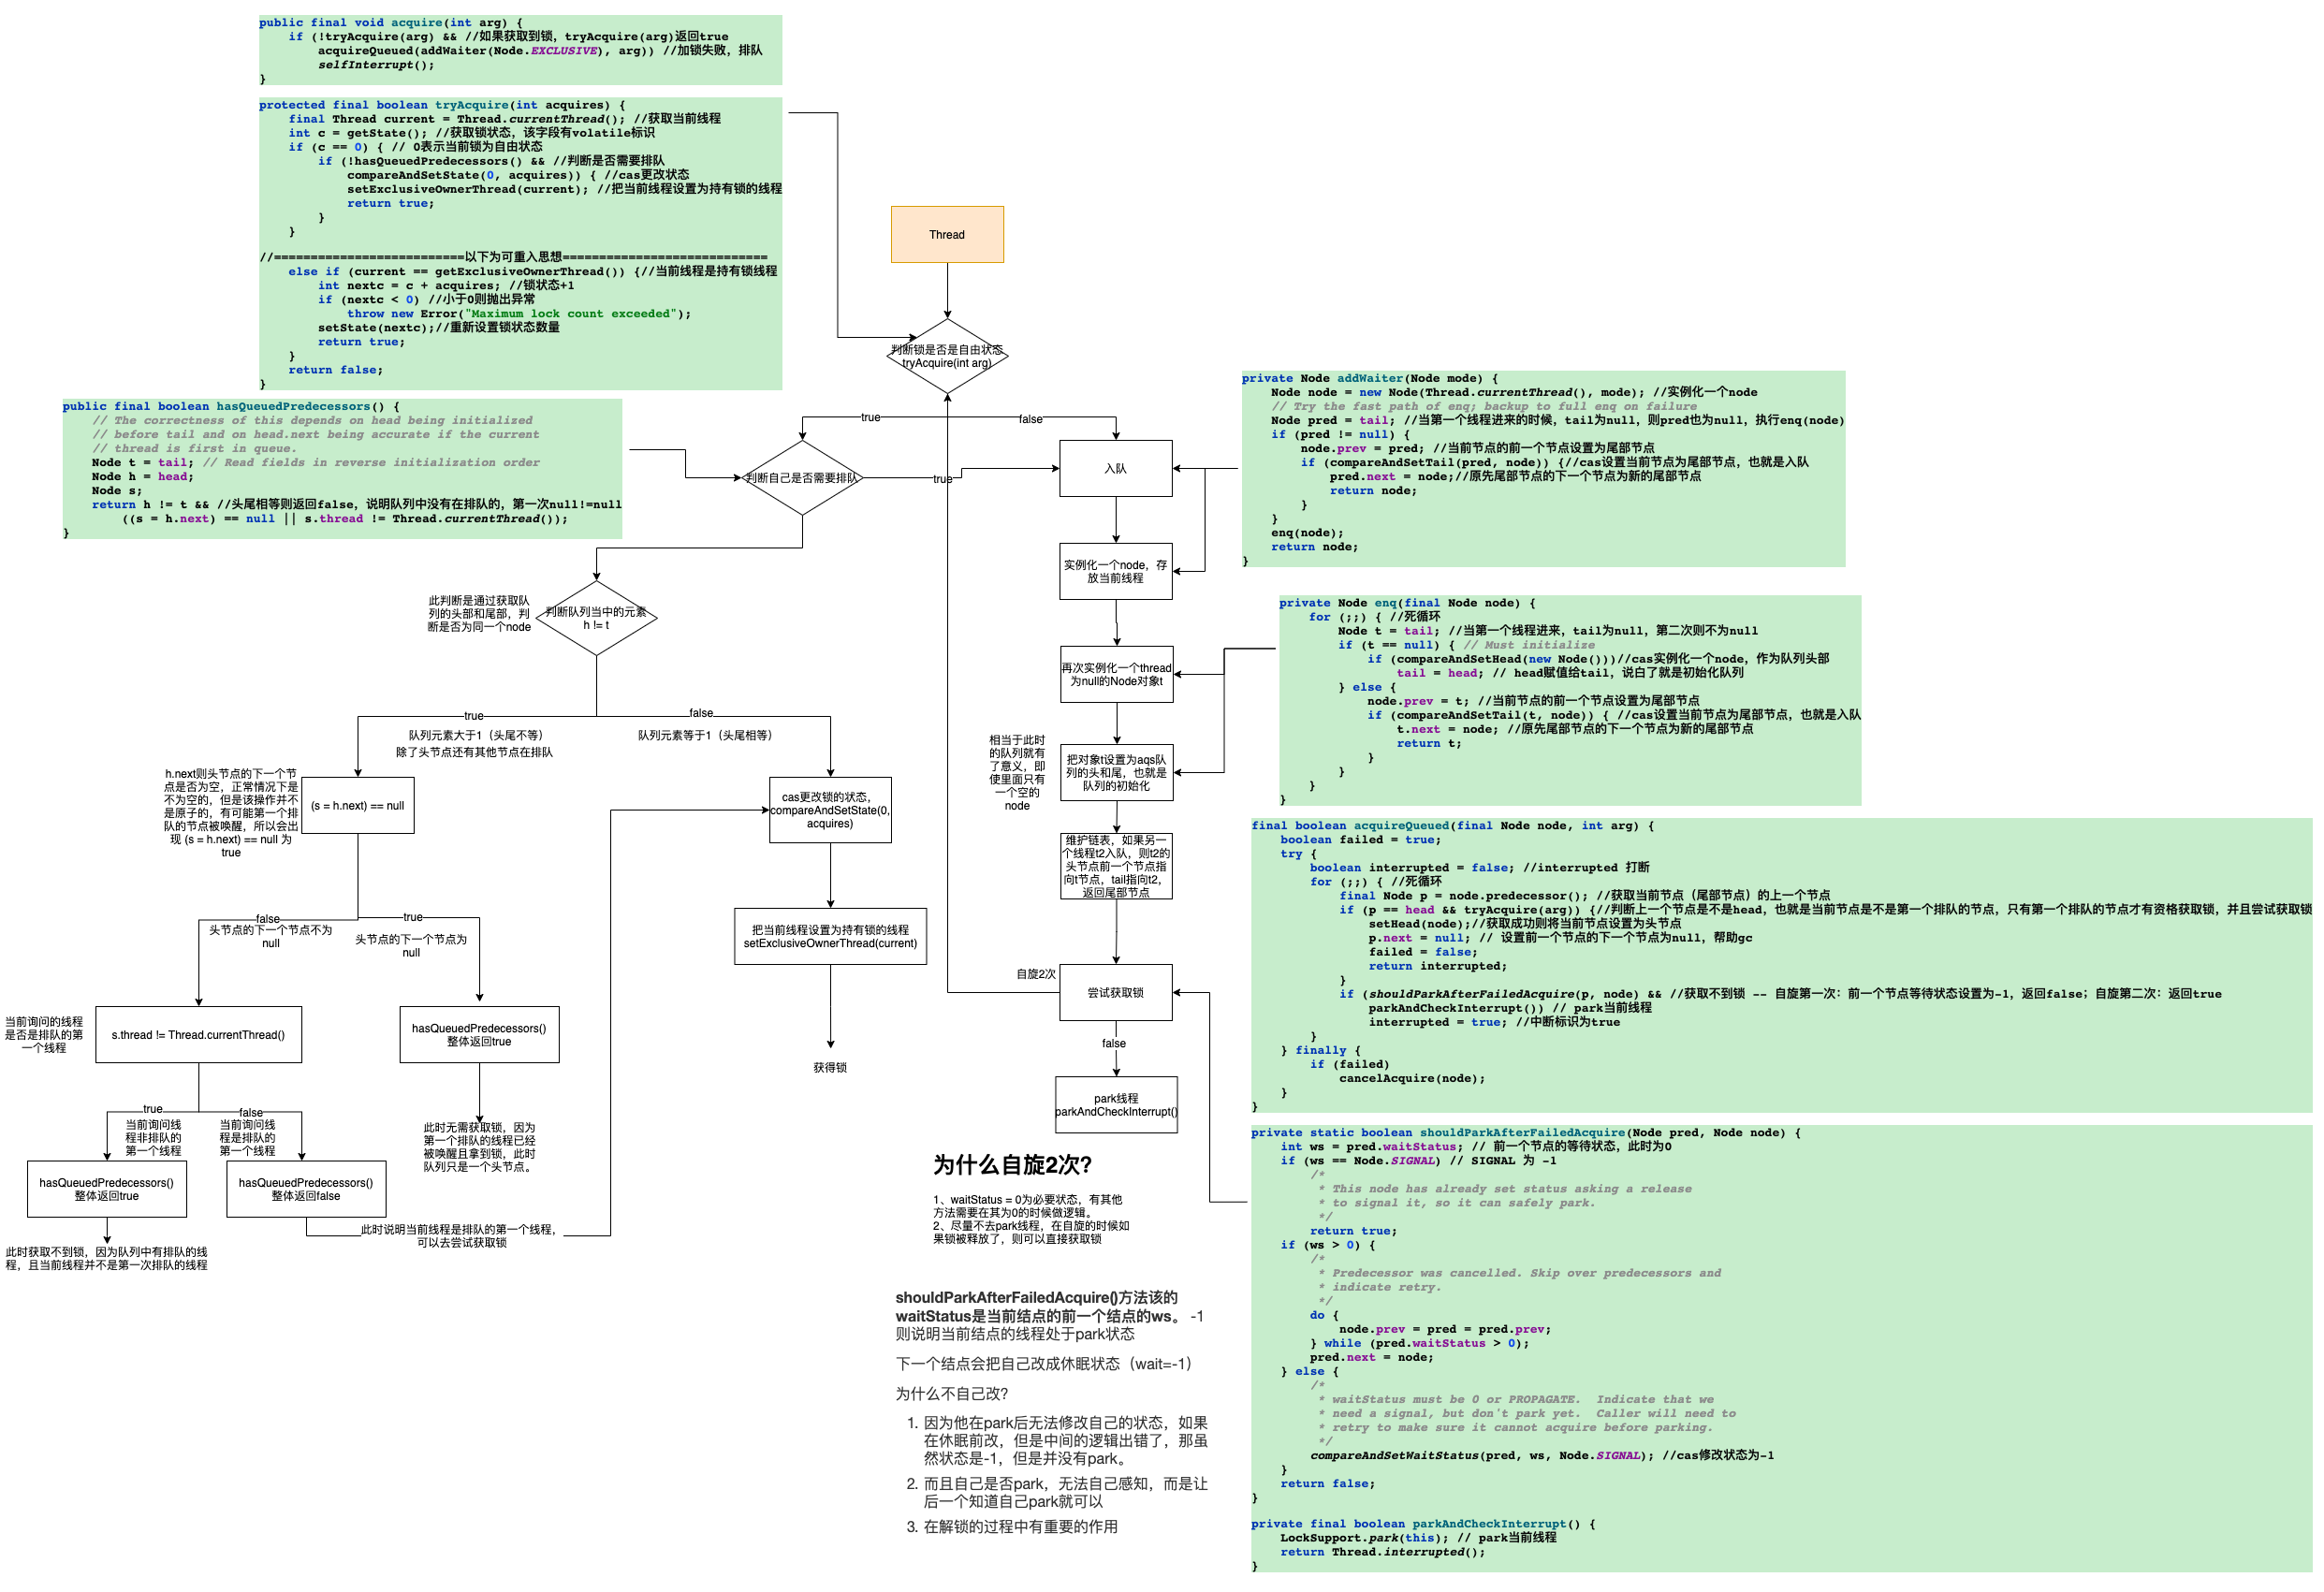 public final void acquire(int arg) {
    if (!tryAcquire(arg) && //如果获取到锁，tryAcquire(arg)返回true
        acquireQueued(addWaiter(Node.EXCLUSIVE), arg)) //加锁失败，排队
        selfInterrupt();
}
protected final boolean tryAcquire(int acquires) {
    final Thread current = Thread.currentThread(); //获取当前线程
    int c = getState(); //获取锁状态，该字段有volatile标识
    if (c == 0) { // 0表示当前锁为自由状态
        if (!hasQueuedPredecessors() && //判断是否需要排队
            compareAndSetState(0, acquires)) { //cas更改状态
            setExclusiveOwnerThread(current); //把当前线程设置为持有锁的线程
            return true;
        }
    }
//==========================以下为可重入思想============================
    else if (current == getExclusiveOwnerThread()) {//当前线程是持有锁线程
        int nextc = c + acquires; //锁状态+1
        if (nextc < 0) //小于0则抛出异常
            throw new Error("Maximum lock count exceeded");
        setState(nextc);//重新设置锁状态数量
        return true;
    }
    return false;
}
public final boolean hasQueuedPredecessors() {
    // The correctness of this depends on head being initialized
    // before tail and on head.next being accurate if the current
    // thread is first in queue.
    Node t = tail; // Read fields in reverse initialization order
    Node h = head;
    Node s;
    return h != t && //头尾相等则返回false，说明队列中没有在排队的，第一次null!=null
        ((s = h.next) == null || s.thread != Thread.currentThread());
}
Thread
判断锁是否是自由状态
tryAcquire(int arg)
true
false
判断自己是否需要排队
true
入队
实例化一个node，存
放当前线程
再次实例化一个thread
为null的Node对象t
相当于此时
的队列就有
了意义，即
使里面只有
一个空的
node
把对象t设置为aqs队
列的头和尾，也就是
队列的初始化
维护链表，如果另一
个线程t2入队，则t2的
头节点前一个节点指
向t节点，tail指向t2，
返回尾部节点
自旋2次
尝试获取锁
false
park线程
parkAndCheckInterrupt()
此判断是通过获取队
列的头部和尾部，判
断是否为同一个node
判断队列当中的元素
h != t
true
队列元素大于1（头尾不等）
除了头节点还有其他节点在排队
false
队列元素等于1（头尾相等）
h.next则头节点的下一个节
点是否为空，正常情况下是
不为空的，但是该操作并不
是原子的，有可能第一个排
队的节点被唤醒，所以会出
现 (s = h.next) == null 为
true
(s = h.next) == null
cas更改锁的状态，
compareAndSetState(0,
acquires)
把当前线程设置为持有锁的线程
setExclusiveOwnerThread(current)
获得锁
false
头节点的下一个节点不为
null
true
头节点的下一个节点为
null
当前询问的线程
是否是排队的第
一个线程
s.thread != Thread.currentThread()
hasQueuedPredecessors()
整体返回true
此时无需获取锁，因为
第一个排队的线程已经
被唤醒且拿到锁，此时
队列只是一个头节点。
true
当前询问线
程非排队的
第一个线程
false
当前询问线
程是排队的
第一个线程
hasQueuedPredecessors()
整体返回true
hasQueuedPredecessors()
整体返回false
此时获取不到锁，因为队列中有排队的线
程，且当前线程并不是第一次排队的线程
此时说明当前线程是排队的第一个线程，
可以去尝试获取锁
为什么自旋2次?
1、waitStatus = 0为必要状态，有其他
方法需要在其为0的时候做逻辑。
2、尽量不去park线程，在自旋的时候如
果锁被释放了，则可以直接获取锁
shouldParkAfterFailedAcquire()方法该的
waitStatus是当前结点的前一个结点的ws。 -1
则说明当前结点的线程处于park状态
下一个结点会把自己改成休眠状态（wait=-1）
为什么不自己改?
1. 因为他在park后无法修改自己的状态，如果
在休眠前改，但是中间的逻辑出错了，那虽
然状态是-1，但是并没有park。
2. 而且自己是否park，无法自己感知，而是让
后一个知道自己park就可以
3. 在解锁的过程中有重要的作用
private Node addWaiter(Node mode) {
    Node node = new Node(Thread.currentThread(), mode); //实例化一个node
    // Try the fast path of enq; backup to full enq on failure
    Node pred = tail; //当第一个线程进来的时候，tail为null，则pred也为null，执行enq(node)
    if (pred != null) {
        node.prev = pred; //当前节点的前一个节点设置为尾部节点
        if (compareAndSetTail(pred, node)) {//cas设置当前节点为尾部节点，也就是入队
            pred.next = node;//原先尾部节点的下一个节点为新的尾部节点
            return node;
        }
    }
    enq(node);
    return node;
}
private Node enq(final Node node) {
    for (;;) { //死循环
        Node t = tail; //当第一个线程进来，tail为null，第二次则不为null
        if (t == null) { // Must initialize
            if (compareAndSetHead(new Node()))//cas实例化一个node，作为队列头部
                tail = head; // head赋值给tail，说白了就是初始化队列
        } else {
            node.prev = t; //当前节点的前一个节点设置为尾部节点
            if (compareAndSetTail(t, node)) { //cas设置当前节点为尾部节点，也就是入队
                t.next = node; //原先尾部节点的下一个节点为新的尾部节点
                return t;
            }
        }
    }
}
final boolean acquireQueued(final Node node, int arg) {
    boolean failed = true;
    try {
        boolean interrupted = false; //interrupted 打断
        for (;;) { //死循环
            final Node p = node.predecessor(); //获取当前节点（尾部节点）的上一个节点
            if (p == head && tryAcquire(arg)) {//判断上一个节点是不是head，也就是当前节点是不是第一个排队的节点，只有第一个排队的节点才有资格获取锁，并且尝试获取锁
                setHead(node);//获取成功则将当前节点设置为头节点
                p.next = null; // 设置前一个节点的下一个节点为null，帮助gc
                failed = false;
                return interrupted;
            }
            if (shouldParkAfterFailedAcquire(p, node) && //获取不到锁 -- 自旋第一次：前一个节点等待状态设置为-1，返回false；自旋第二次：返回true
                parkAndCheckInterrupt()) // park当前线程
                interrupted = true; //中断标识为true
        }
    } finally {
        if (failed)
            cancelAcquire(node);
    }
}
private static boolean shouldParkAfterFailedAcquire(Node pred, Node node) {
    int ws = pred.waitStatus; // 前一个节点的等待状态，此时为0
    if (ws == Node.SIGNAL) // SIGNAL 为 -1
        /*
         * This node has already set status asking a release
         * to signal it, so it can safely park.
         */
        return true;
    if (ws > 0) {
        /*
         * Predecessor was cancelled. Skip over predecessors and
         * indicate retry.
         */
        do {
            node.prev = pred = pred.prev;
        } while (pred.waitStatus > 0);
        pred.next = node;
    } else {
        /*
         * waitStatus must be 0 or PROPAGATE.  Indicate that we
         * need a signal, but don't park yet.  Caller will need to
         * retry to make sure it cannot acquire before parking.
         */
        compareAndSetWaitStatus(pred, ws, Node.SIGNAL); //cas修改状态为-1
    }
    return false;
}
private final boolean parkAndCheckInterrupt() {
    LockSupport.park(this); // park当前线程
    return Thread.interrupted();
}